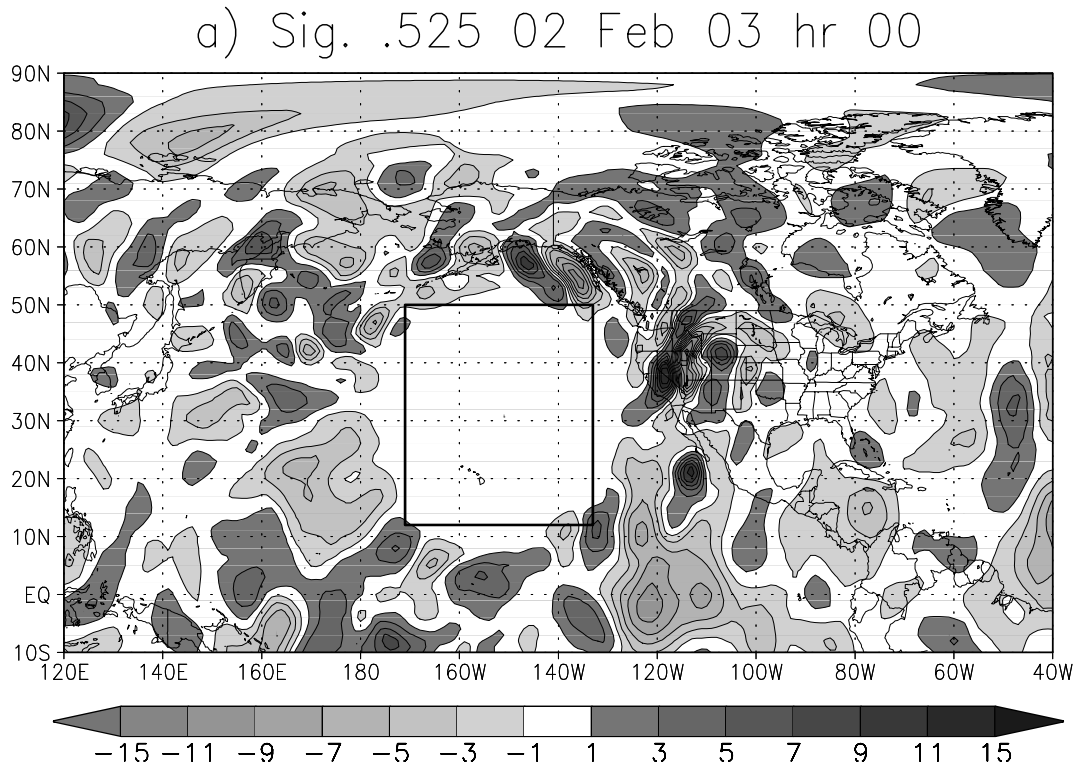 a) Sig. .525 02 Feb 03 hr 00
90N
80N
70N
60N
50N
40N
30N
20N
10N
EQ
10S
120E 140E 160E 180 160W 140W 120W 100W 80W 60W 40W
−15 −11 −9 −7 −5 −3 −1 1 3 5 7 9 11 15